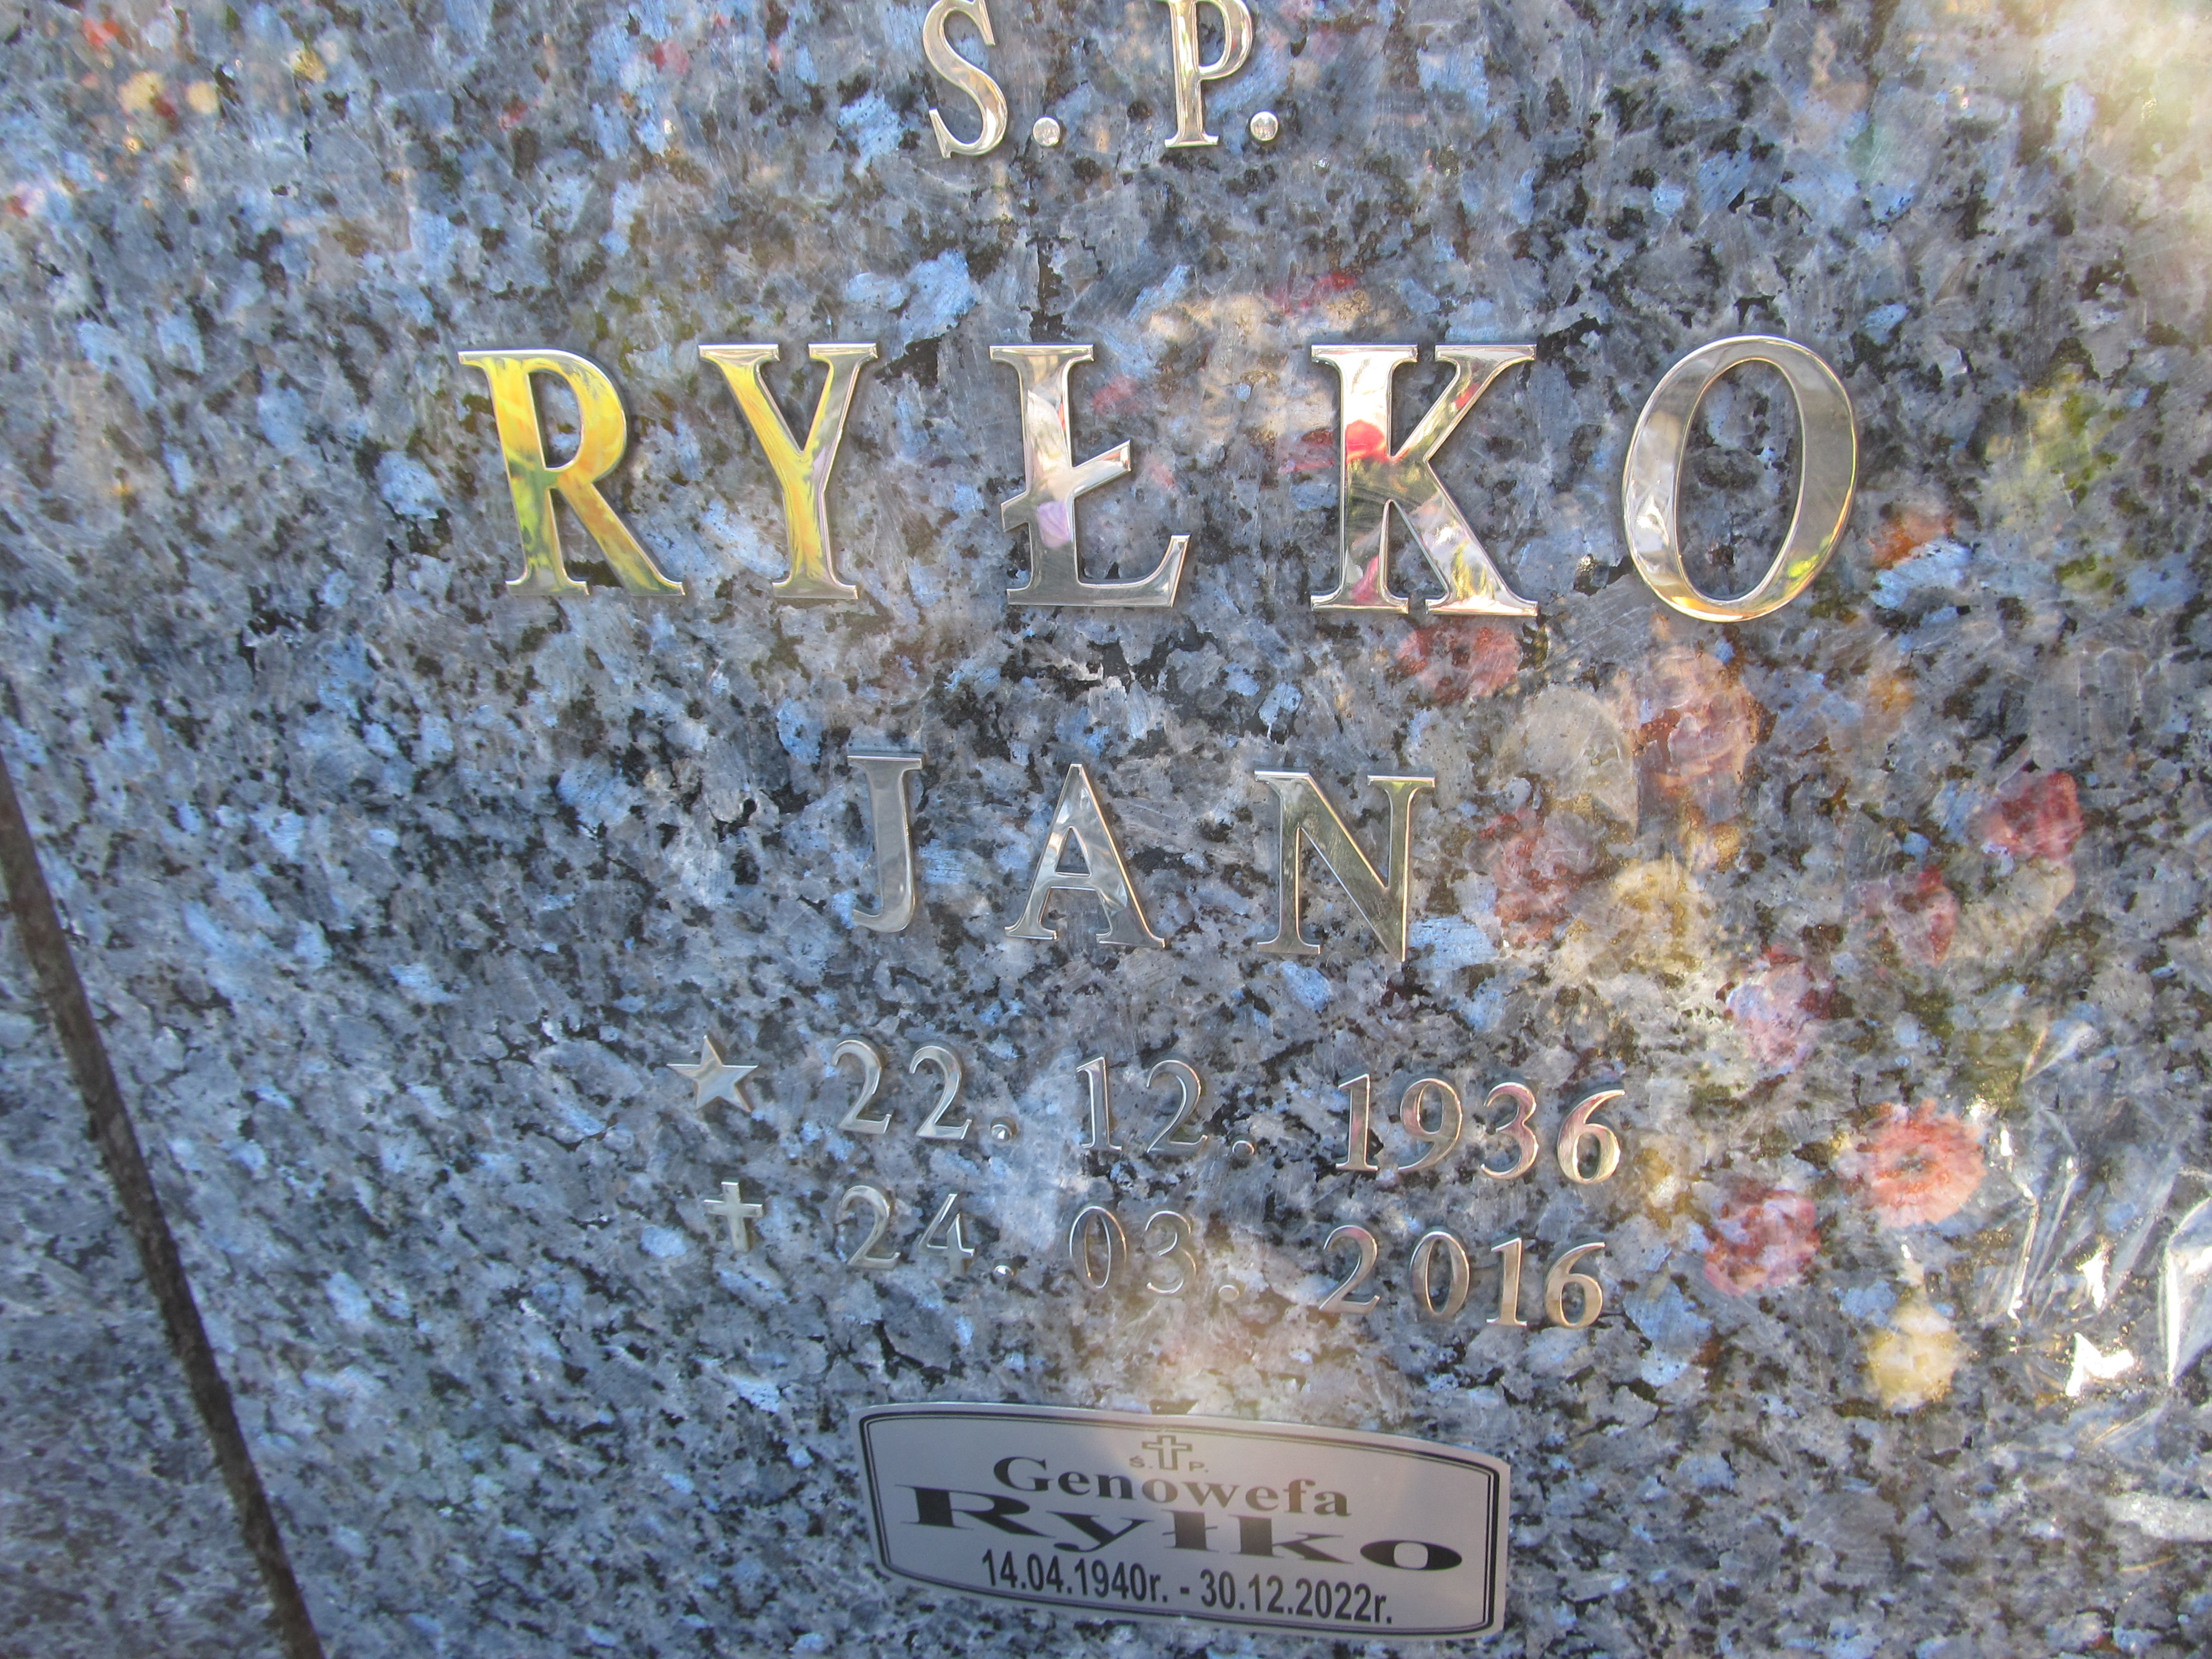 S. P.
RYŁKO
JAN
22. 12. 1936
24. 03. 2016
Ś. P.
Genowefa
Ryłko
14.04.1940r. - 30.12.2022r.